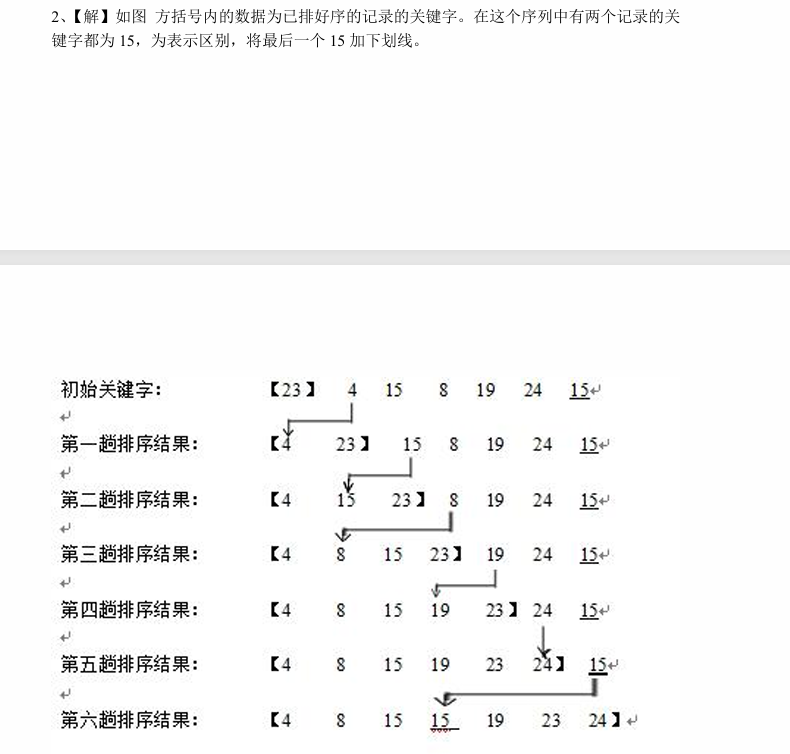 2、【解】如图 方括号内的数据为已排好序的记录的关键字。在这个序列中有两个记录的关
键字都为 15，为表示区别，将最后一个 15 加下划线。
初始关键字： 【23】 4 15 8 19 24 15
第一趟排序结果： 【4 23】 15 8 19 24 15
第二趟排序结果： 【4 15 23】 8 19 24 15
第三趟排序结果： 【4 8 15 23】 19 24 15
第四趟排序结果： 【4 8 15 19 23】 24 15
第五趟排序结果： 【4 8 15 19 23 24】 15
第六趟排序结果： 【4 8 15 15 19 23 24】